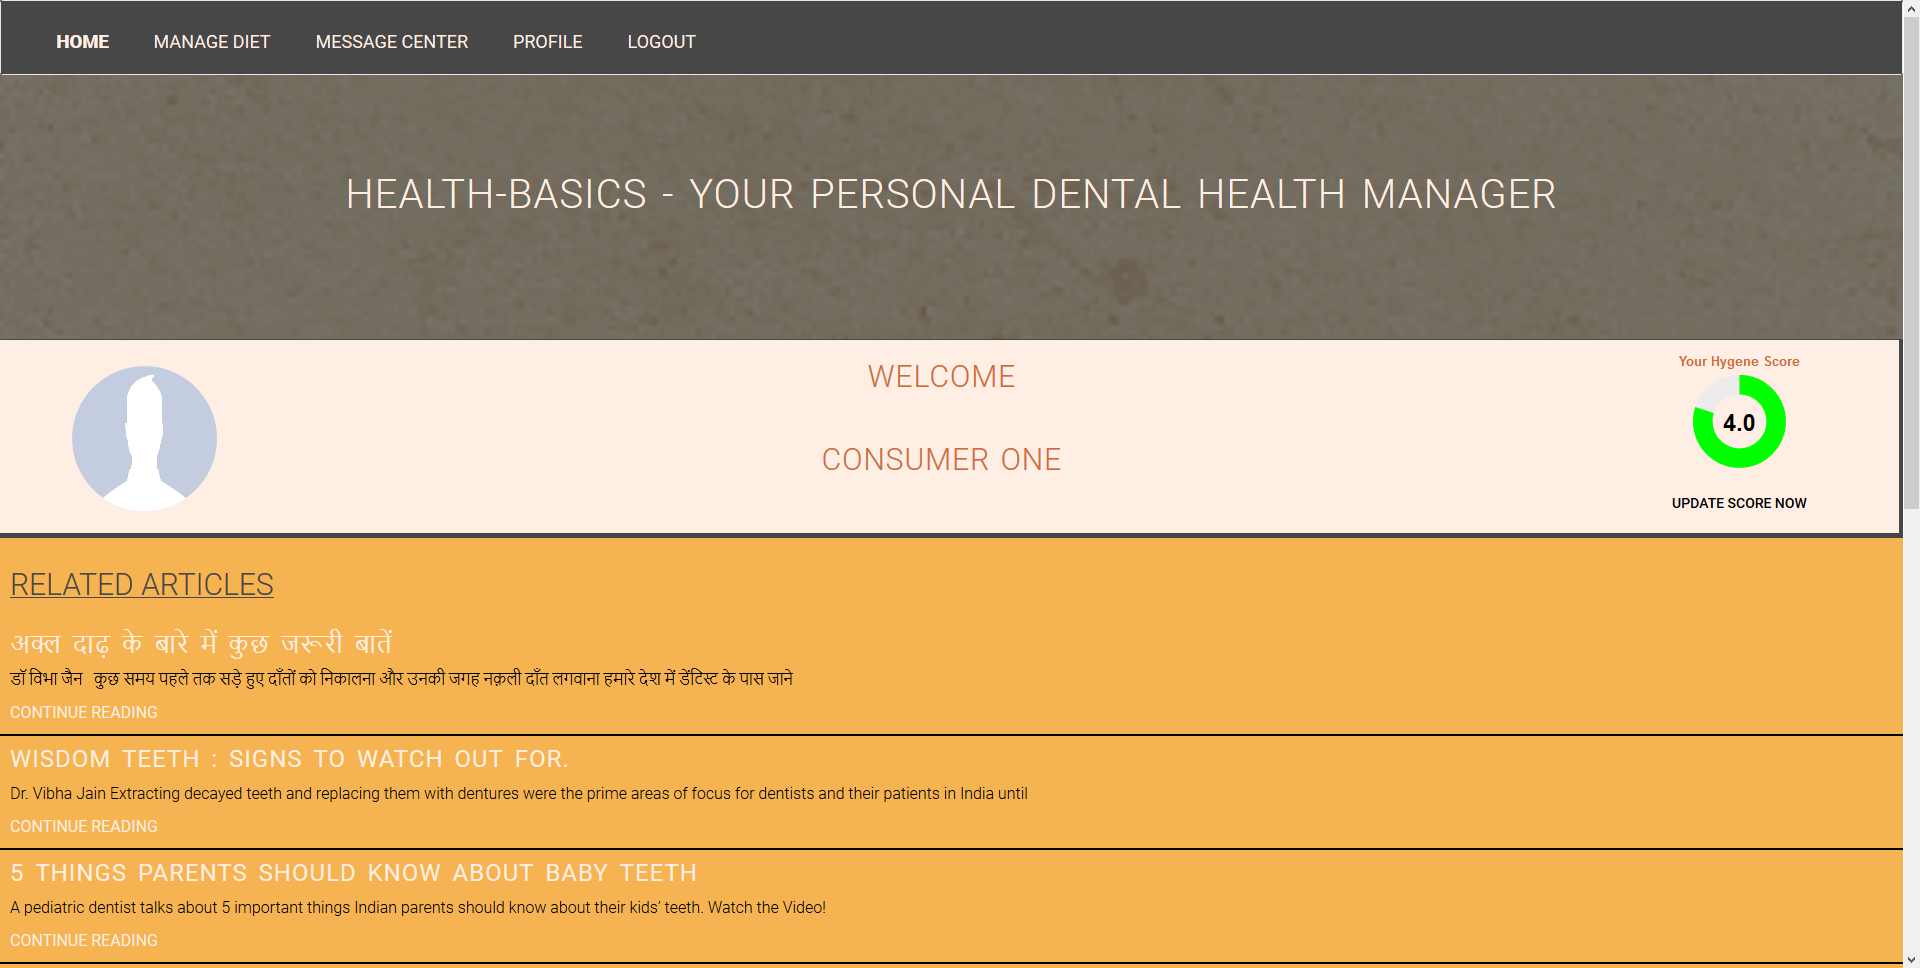 HOME MANAGE DIET MESSAGE CENTER PROFILE LOGOUT
HEALTH-BASICS - YOUR PERSONAL DENTAL HEALTH MANAGER
WELCOME
CONSUMER ONE
Your Hygene Score
4.0
UPDATE SCORE NOW
RELATED ARTICLES
अक्ल दाढ़ के बारे में कुछ जरूरी बातें
डॉ विभा जैन कुछ समय पहले तक सड़े हुए दाँतों को निकालना और उनकी जगह नक़ली दाँत लगवाना हमारे देश में डेंटिस्ट के पास जाने
CONTINUE READING
WISDOM TEETH : SIGNS TO WATCH OUT FOR.
Dr. Vibha Jain Extracting decayed teeth and replacing them with dentures were the prime areas of focus for dentists and their patients in India until
CONTINUE READING
5 THINGS PARENTS SHOULD KNOW ABOUT BABY TEETH
A pediatric dentist talks about 5 important things Indian parents should know about their kids’ teeth. Watch the Video!
CONTINUE READING